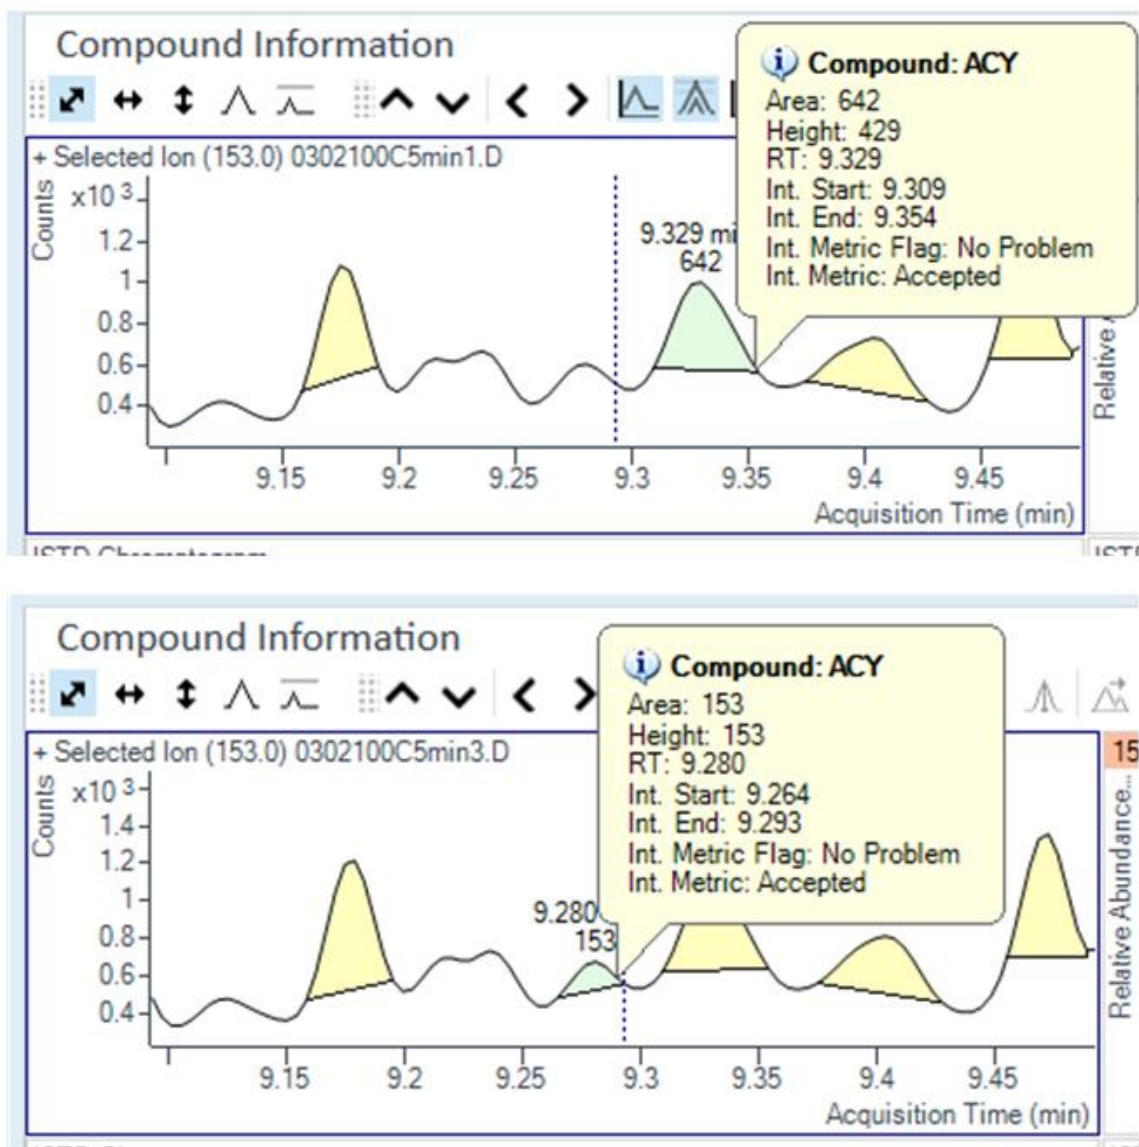 Compound Information
Compound: ACY
Area: 642
Height: 429
RT: 9.329
Int. Start: 9.309
Int. End: 9.354
Int. Metric Flag: No Problem
Int. Metric: Accepted
+ Selected Ion (153.0) 0302100C5min1.D
Counts
x10 3
1.2
1
0.8
0.6
0.4
9.329 mi
642
9.15
9.2
9.25
9.3
9.35
9.4
9.45
Acquisition Time (min)
Relative
Compound Information
Compound: ACY
Area: 153
Height: 153
RT: 9.280
Int. Start: 9.264
Int. End: 9.293
Int. Metric Flag: No Problem
Int. Metric: Accepted
+ Selected Ion (153.0) 0302100C5min3.D
15
Counts
x10 3
1.4
1.2
1
0.8
0.6
0.4
9.280
153
9.15
9.2
9.25
9.3
9.35
9.4
9.45
Acquisition Time (min)
Relative Abundance...